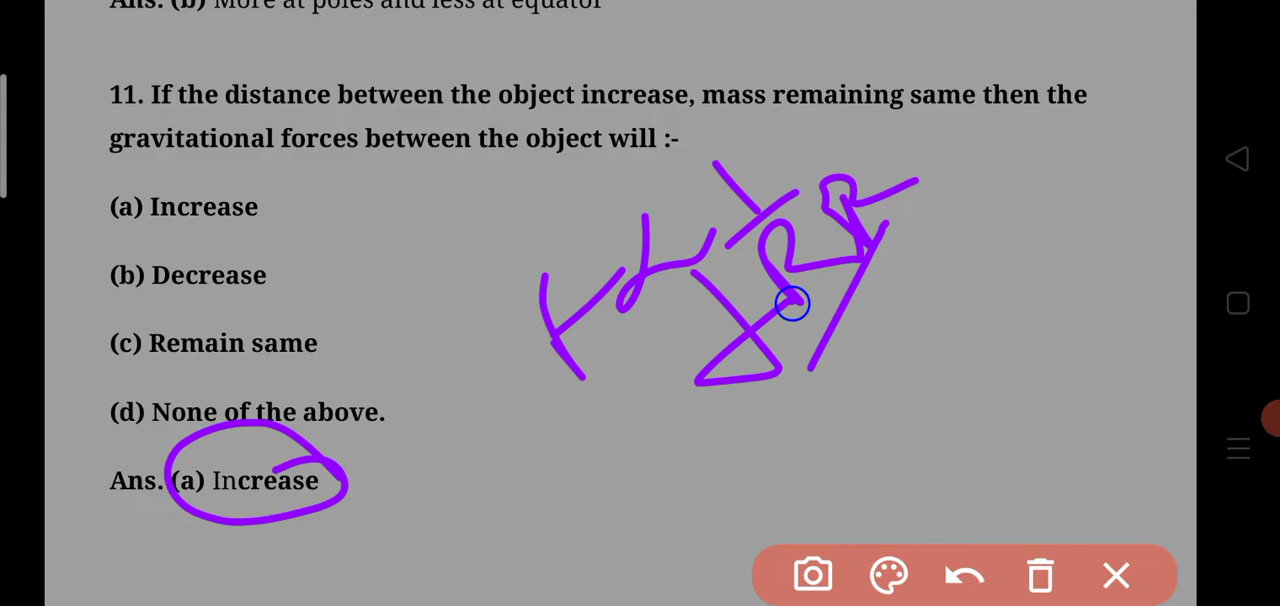 Ans. (b) More at poles and less at equator
11. If the distance between the object increase, mass remaining same then the
gravitational forces between the object will :-
(a) Increase
(b) Decrease
(c) Remain same
(d) None of the above.
Ans. (a) Increase